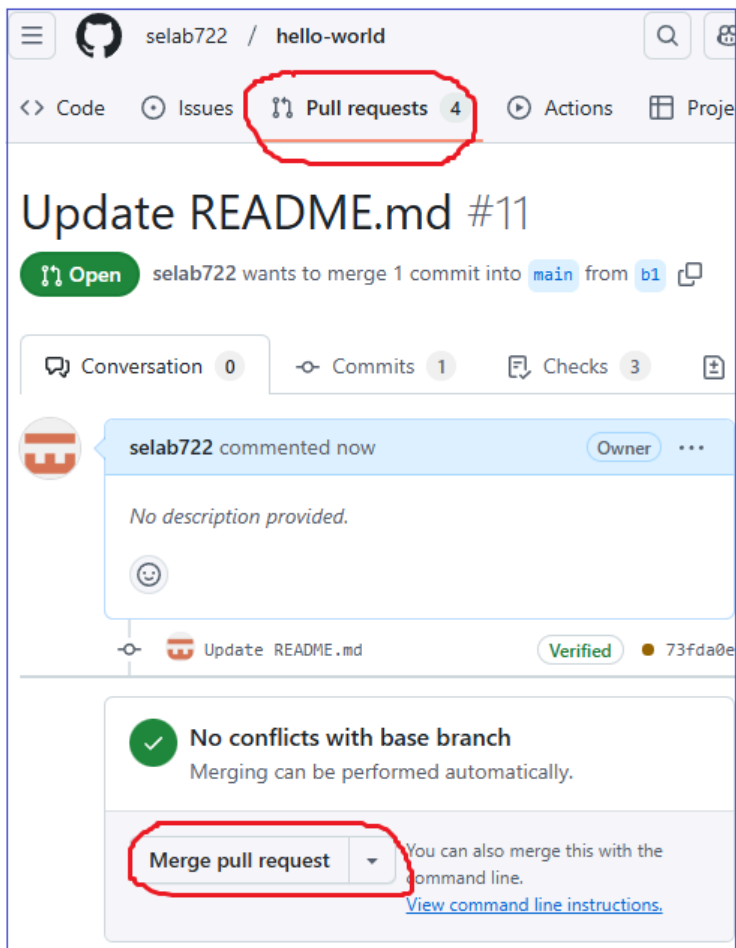 selab722 / hello-world
Code Issues Pull requests 4 Actions Proje
Update README.md #11
Open selab722 wants to merge 1 commit into main from b1
Conversation 0 Commits 1 Checks 3
selab722 commented now Owner
No description provided.
Update README.md Verified 73fda0e
No conflicts with base branch
Merging can be performed automatically.
Merge pull request
You can also merge this with the
command line.
View command line instructions.